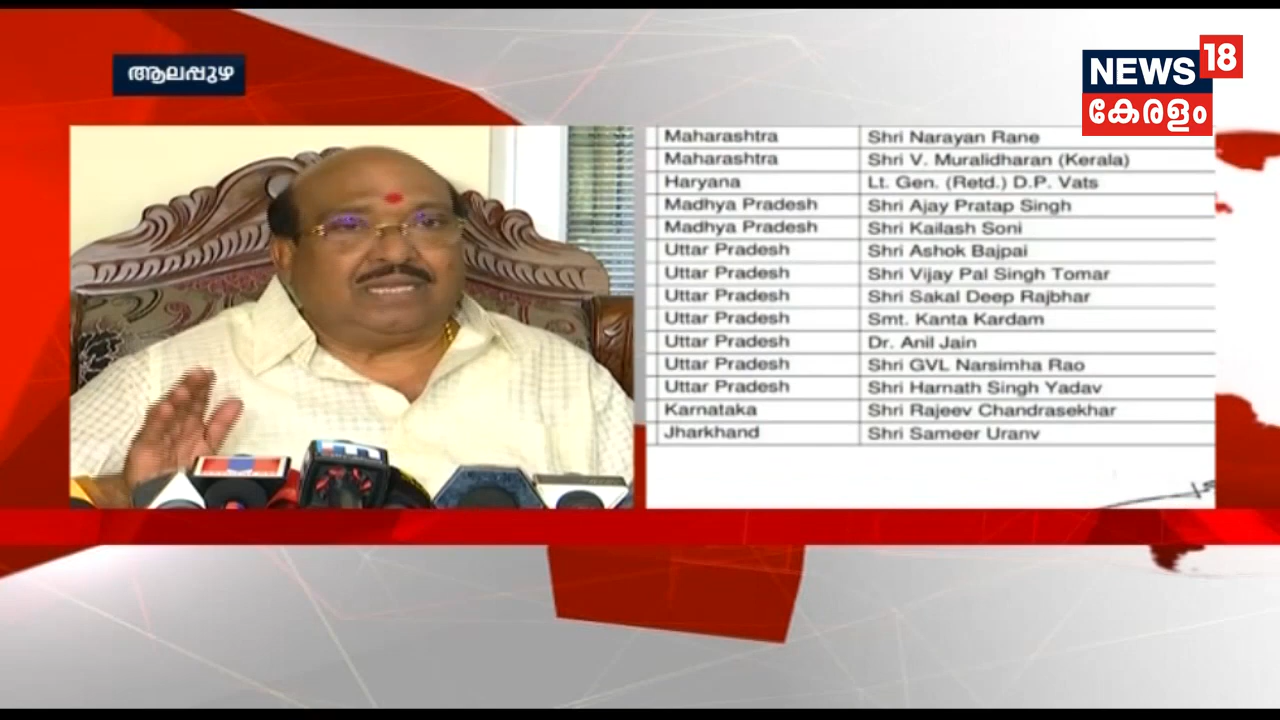 ആലപ്പുഴ
NEWS 18
കേരളം
Maharashtra Shri Narayan Rane
Maharashtra Shri V. Muralidharan (Kerala)
Haryana Lt. Gen. (Retd.) D.P. Vats
Madhya Pradesh Shri Ajay Pratap Singh
Madhya Pradesh Shri Kailash Soni
Uttar Pradesh Shri Ashok Bajpai
Uttar Pradesh Shri Vijay Pal Singh Tomar
Uttar Pradesh Shri Sakal Deep Rajbhar
Uttar Pradesh Smt. Kanta Kardam
Uttar Pradesh Dr. Anil Jain
Uttar Pradesh Shri GVL Narsimha Rao
Uttar Pradesh Shri Harnath Singh Yadav
Karnataka Shri Rajeev Chandrasekhar
Jharkhand Shri Sameer Uranv